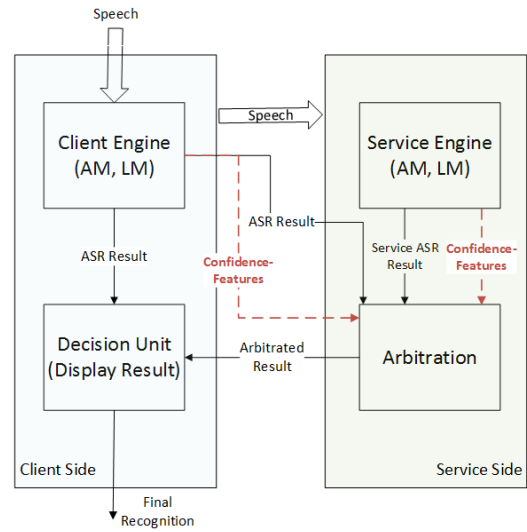 Speech
Client Engine
(AM, LM)
Speech
Service Engine
(AM, LM)
ASR Result
ASR Result
Confidence-
Features
Service ASR
Result
Confidence-
Features
Decision Unit
(Display Result)
Arbitrated
Result
Arbitration
Client Side
Service Side
Final
Recognition